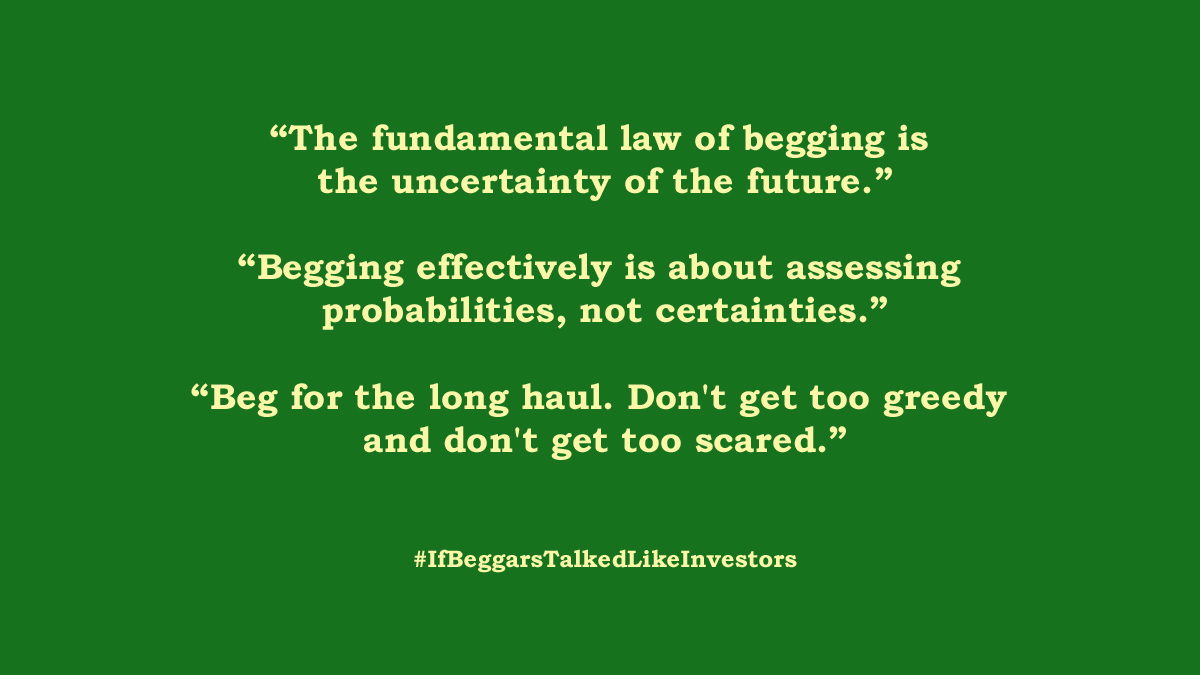 “The fundamental law of begging is
the uncertainty of the future.”
“Begging effectively is about assessing
probabilities, not certainties.”
“Beg for the long haul. Don't get too greedy
and don't get too scared.”
#IfBeggarsTalkedLikeInvestors